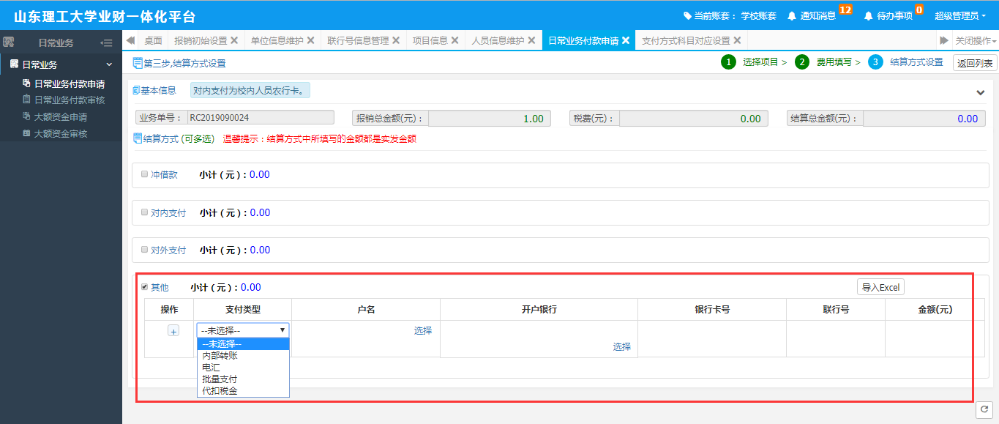 山东理工大学业财一体化平台
当前账套： 学校账套 通知消息 12 待办事项 0 超级管理员
日常业务
桌面 报销初始设置 单位信息维护 联行号信息管理 项目信息 人员信息维护 日常业务付款申请 支付方式科目对应设置 关闭操作
日常业务
日常业务付款申请
日常业务付款审核
大额资金申请
大额资金审核
第三步,结算方式设置
1 选择项目 > 2 费用填写 > 3 结算方式设置 返回列表
基本信息 对内支付为校内人员农行卡。
业务单号： RC2019090024 报销总金额(元)： 1.00 税费(元)： 0.00 结算总金额(元)： 0.00
结算方式 (可多选) 温馨提示：结算方式中所填写的金额都是实发金额
冲借款 小计（元）：0.00
对内支付 小计（元）：0.00
对外支付 小计（元）：0.00
其他 小计（元）：0.00 导入Excel
操作 支付类型 户名 开户银行 银行卡号 联行号 金额(元)
+ --未选择-- 选择
选择
--未选择--
内部转账
电汇
批量支付
代扣税金